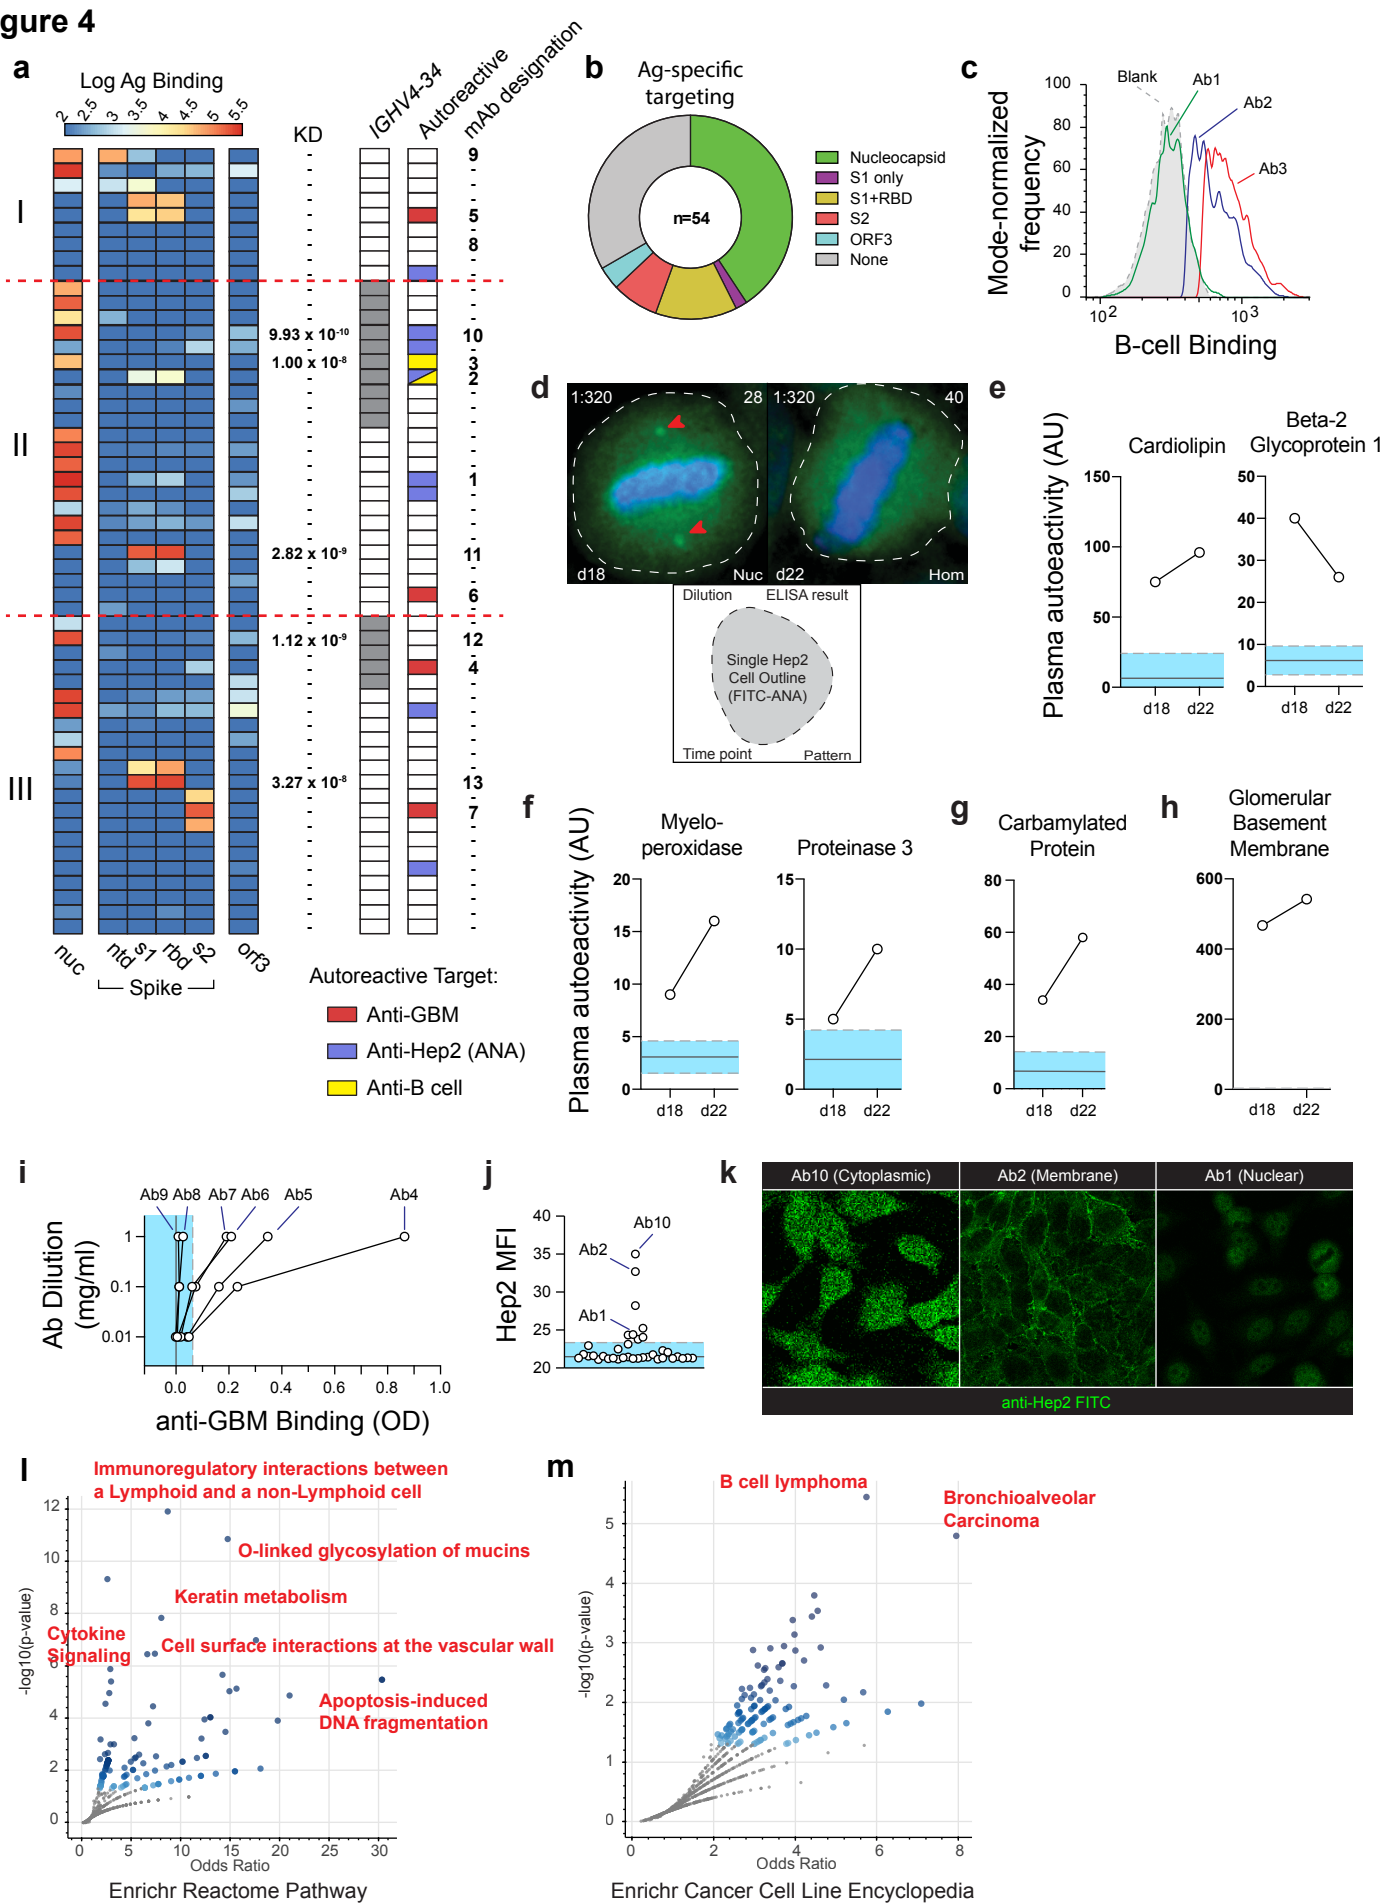 gure 4
a
Log Ag Binding
2
2.5
3
3.5
4
4.5
5
5.5
KD
IGHV4-34
Autoreactive
mAb designation
I
II
III
9
5
8
9.93 x 10-10
10
1.00 x 10-8
3
2
1
2.82 x 10-9
11
6
1.12 x 10-9
12
4
3.27 x 10-8
13
7
nuc
ntd
s1
rbd
s2
orf3
Spike
Autoreactive Target:
Anti-GBM
Anti-Hep2 (ANA)
Anti-B cell
b
Ag-specific
targeting
n=54
Nucleocapsid
S1 only
S1+RBD
S2
ORF3
None
c
Mode-normalized
frequency
100
80
60
40
20
0
Blank
Ab1
Ab2
Ab3
102
103
B-cell Binding
d
1:320
28
d18
Nuc
1:320
40
d22
Hom
Dilution
ELISA result
Single Hep2
Cell Outline
(FITC-ANA)
Time point
Pattern
e
Plasma autoeactivity (AU)
Cardiolipin
150
100
50
0
d18 d22
Beta-2
Glycoprotein 1
50
40
30
20
10
0
d18 d22
f
Plasma autoeactivity (AU)
Myelo-
peroxidase
20
15
10
5
0
d18 d22
Proteinase 3
15
10
5
0
d18 d22
g
Carbamylated
Protein
80
60
40
20
0
d18 d22
h
Glomerular
Basement
Membrane
600
400
200
0
d18 d22
i
Ab9 Ab8 Ab7 Ab6 Ab5 Ab4
Ab Dilution
(mg/ml)
1
0.1
0.01
0.0 0.2 0.4 0.6 0.8 1.0
anti-GBM Binding (OD)
j
Hep2 MFI
40
35
30
25
20
Ab10
Ab2
Ab1
k
Ab10 (Cytoplasmic)
Ab2 (Membrane)
Ab1 (Nuclear)
anti-Hep2 FITC
l
Immunoregulatory interactions between
a Lymphoid and a non-Lymphoid cell
O-linked glycosylation of mucins
Keratin metabolism
Cytokine
Signaling
Cell surface interactions at the vascular wall
Apoptosis-induced
DNA fragmentation
-log10(p-value)
12
10
8
6
4
2
0
0 5 10 15 20 25 30
Odds Ratio
Enrichr Reactome Pathway
m
B cell lymphoma
Bronchioalveolar
Carcinoma
-log10(p-value)
5
4
3
2
1
0
0 2 4 6 8
Odds Ratio
Enrichr Cancer Cell Line Encyclopedia